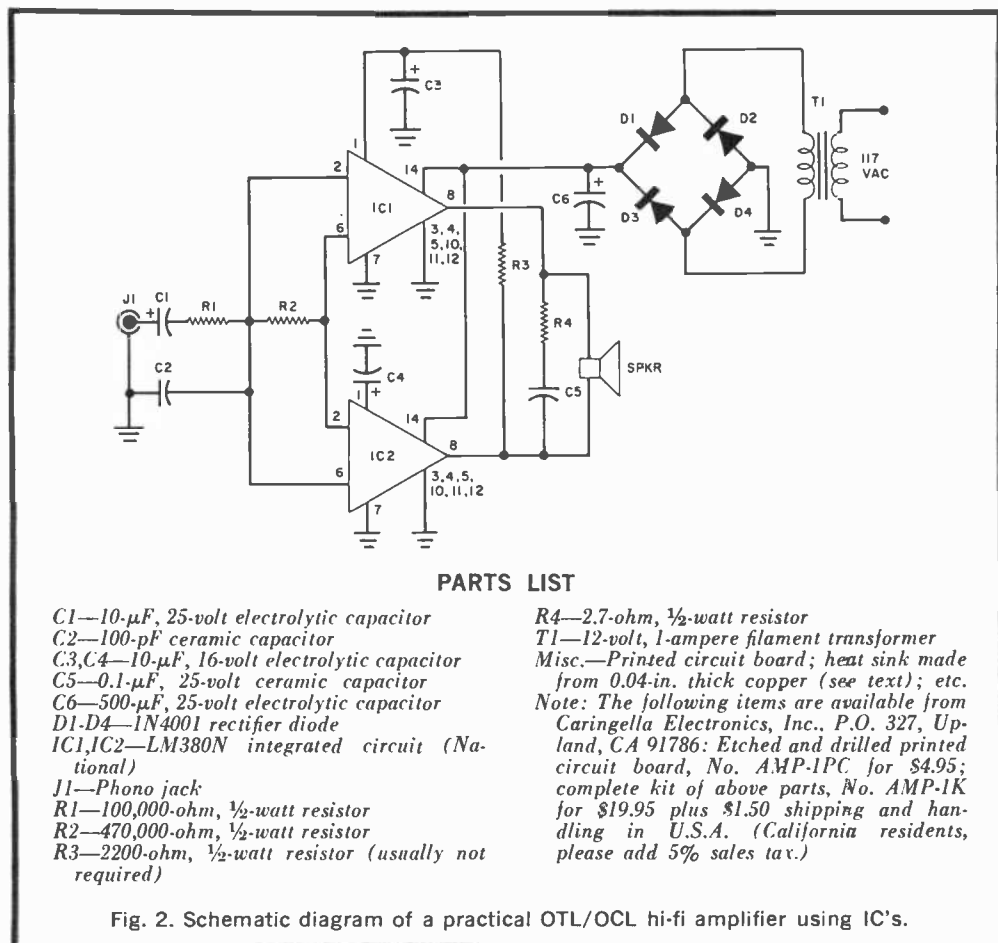 C3
+
D1
D2
T1
117
VAC
1
14
2
8
IC1
C6
+
D3
D4
6
3,4,
5,10,
11,12
7
R3
J1
C1
+
R1
R2
R4
C2
C4
+
1
SPKR
C5
2
14
8
IC2
6
3,4,5,
10,11,12
7
PARTS LIST
C1—10-µF, 25-volt electrolytic capacitor
C2—100-pF ceramic capacitor
C3,C4—10-µF, 16-volt electrolytic capacitor
C5—0.1-µF, 25-volt ceramic capacitor
C6—500-µF, 25-volt electrolytic capacitor
D1-D4—1N4001 rectifier diode
IC1,IC2—LM380N integrated circuit (Na-
tional)
J1—Phono jack
R1—100,000-ohm, ½-watt resistor
R2—470,000-ohm, ½-watt resistor
R3—2200-ohm, ½-watt resistor (usually not
required)
R4—2.7-ohm, ½-watt resistor
T1—12-volt, 1-ampere filament transformer
Misc.—Printed circuit board; heat sink made
from 0.04-in. thick copper (see text); etc.
Note: The following items are available from
Caringella Electronics, Inc., P.O. 327, Up-
land, CA 91786: Etched and drilled printed
circuit board, No. AMP-1PC for $4.95;
complete kit of above parts, No. AMP-1K
for $19.95 plus $1.50 shipping and han-
dling in U.S.A. (California residents,
please add 5% sales tax.)
Fig. 2. Schematic diagram of a practical OTL/OCL hi-fi amplifier using IC's.